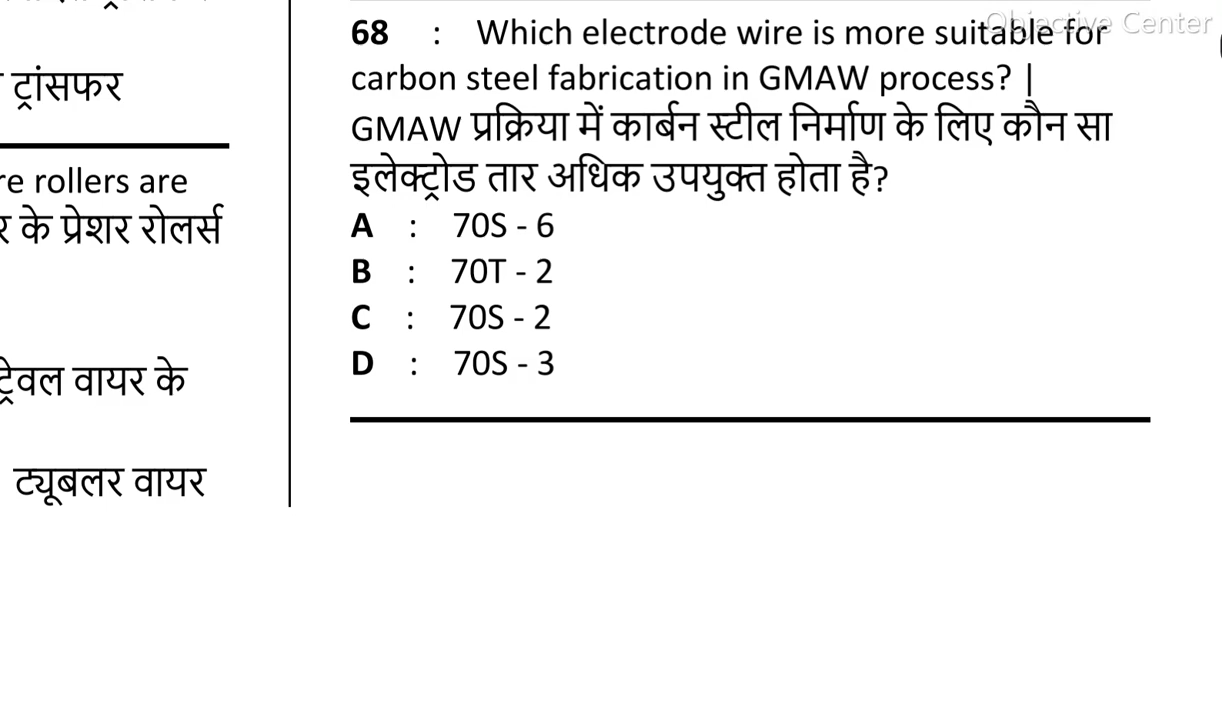 ट्रांसफर
re rollers are
र के प्रेशर रोलर्स
ट्रेवल वायर के
ट्यूबलर वायर
Objective Center
68 : Which electrode wire is more suitable for
carbon steel fabrication in GMAW process? |
GMAW प्रक्रिया में कार्बन स्टील निर्माण के लिए कौन सा
इलेक्ट्रोड तार अधिक उपयुक्त होता है?
A : 70S - 6
B : 70T - 2
C : 70S - 2
D : 70S - 3